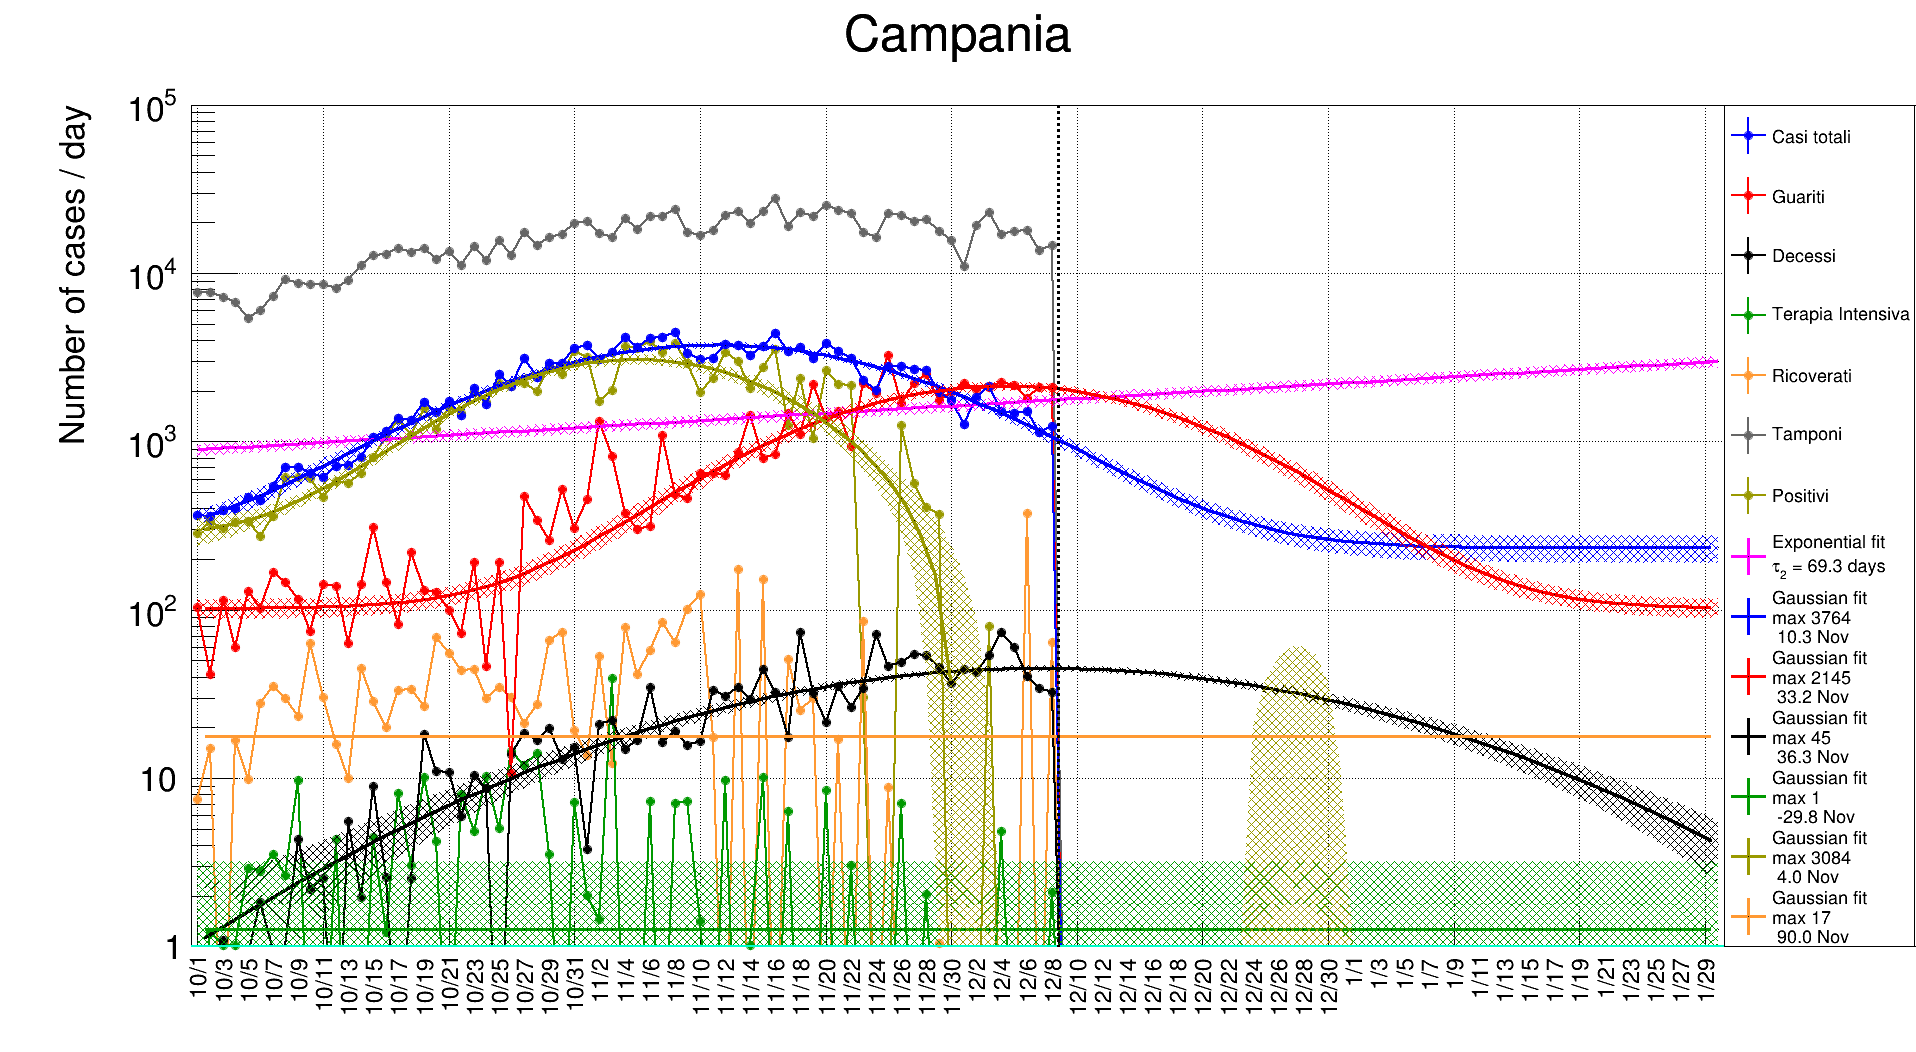 Campania
Number of cases / day
10^5
10^4
10^3
10^2
10
1
10/1 10/3 10/5 10/7 10/9 10/11 10/13 10/15 10/17 10/19 10/21 10/23 10/25 10/27 10/29 10/31 11/2 11/4 11/6 11/8 11/10 11/12 11/14 11/16 11/18 11/20 11/22 11/24 11/26 11/28 11/30 12/2 12/4 12/6 12/8 12/10 12/12 12/14 12/16 12/18 12/20 12/22 12/24 12/26 12/28 12/30 1/1 1/3 1/5 1/7 1/9 1/11 1/13 1/15 1/17 1/19 1/21 1/23 1/25 1/27 1/29
Casi totali
Guariti
Decessi
Terapia Intensiva
Ricoverati
Tamponi
Positivi
Exponential fit
τ2 = 69.3 days
Gaussian fit
max 3764
10.3 Nov
Gaussian fit
max 2145
33.2 Nov
Gaussian fit
max 45
36.3 Nov
Gaussian fit
max 1
-29.8 Nov
Gaussian fit
max 3084
4.0 Nov
Gaussian fit
max 17
90.0 Nov